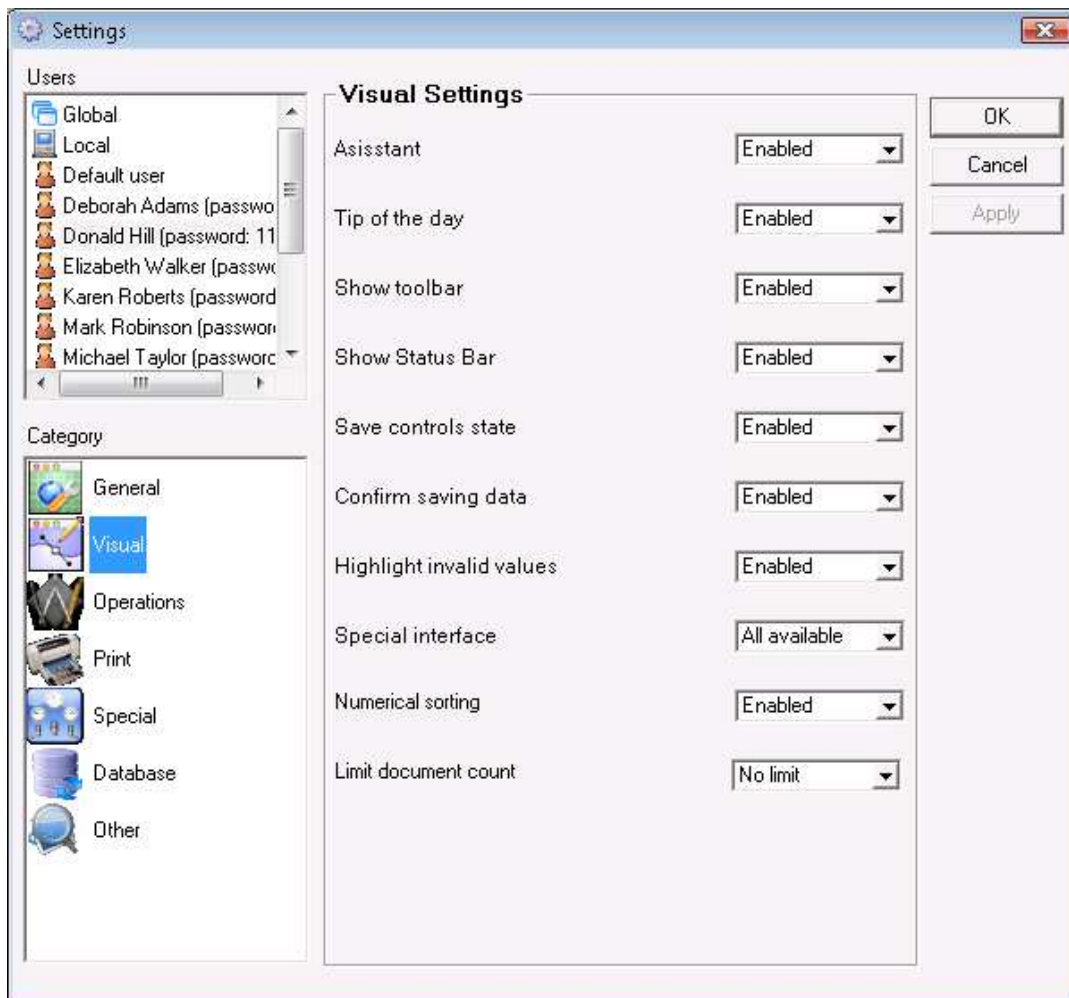 Settings
Users
Global
Local
Default user
Deborah Adams (passwo
Donald Hill (password: 11
Elizabeth Walker (passwo
Karen Roberts (password
Mark Robinson (passwor
Michael Taylor (passworc
Category
General
Visual
Operations
Print
Special
Database
Other
Visual Settings
Asisstant Enabled
Tip of the day Enabled
Show toolbar Enabled
Show Status Bar Enabled
Save controls state Enabled
Confirm saving data Enabled
Highlight invalid values Enabled
Special interface All available
Numerical sorting Enabled
Limit document count No limit
OK
Cancel
Apply